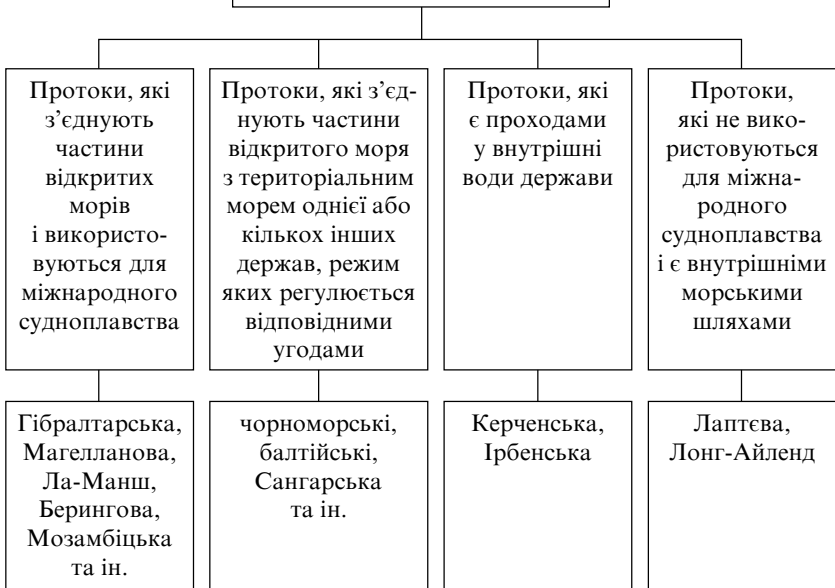 Протоки, які
з’єднують
частини
відкритих
морів
і використо-
вуються для
міжнародного
судноплавства
Протоки, які з’єд-
нують частини
відкритого моря
з територіальним
морем однієї або
кількох інших
держав, режим
яких регулюється
відповідними
угодами
Протоки, які
є проходами
у внутрішні
води держави
Протоки,
які не вико-
ристовуються
для міжна-
родного
судноплавства
і є внутрішніми
морськими
шляхами
Гібралтарська,
Магелланова,
Ла-Манш,
Берингова,
Мозамбіцька
та ін.
чорноморські,
балтійські,
Сангарська
та ін.
Керченська,
Ірбенська
Лаптєва,
Лонг-Айленд